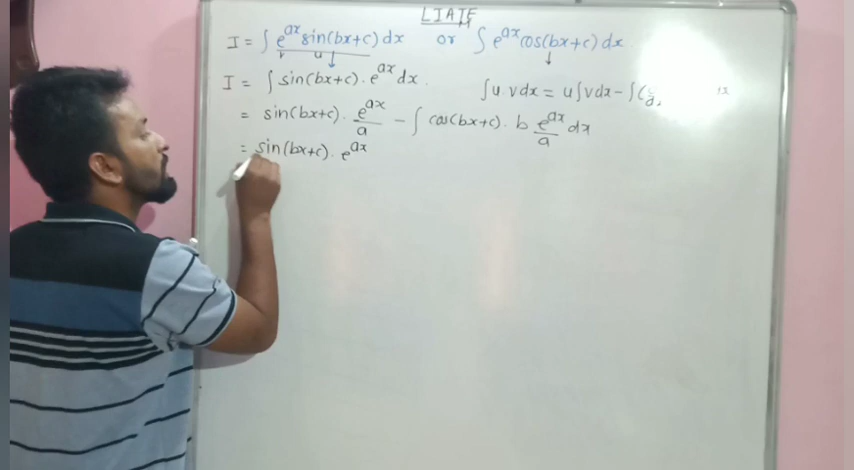 LIATE
I = ∫ e^ax sin(bx+c) dx or ∫ e^ax cos(bx+c) dx
v u
I = ∫ sin(bx+c) · e^ax dx . ∫u·v dx = u∫v dx - ∫(
= sin(bx+c) · e^ax/a - ∫ cos(bx+c) · b e^ax/a dx
= sin(bx+c) · e^ax